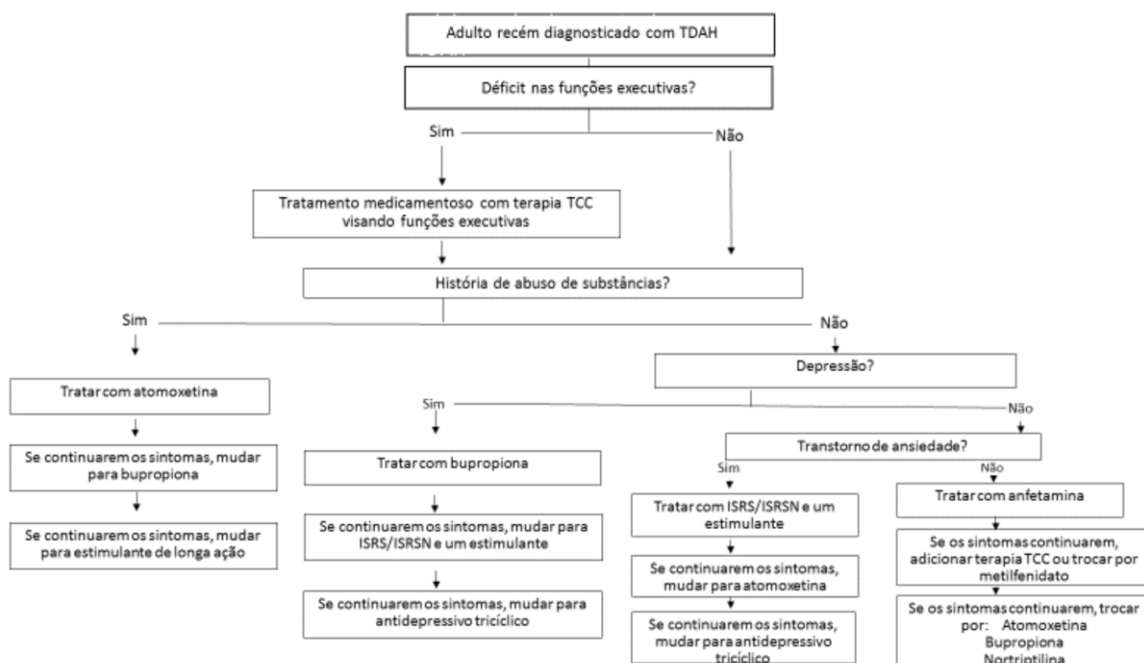 Adulto recém diagnosticado com TDAH
Déficit nas funções executivas?
Sim
Não
Tratamento medicamentoso com terapia TCC
visando funções executivas
História de abuso de substâncias?
Sim
Não
Depressão?
Tratar com atomoxetina
Sim
Não
Se continuarem os sintomas, mudar
para bupropiona
Tratar com bupropiona
Transtorno de ansiedade?
Sim
Não
Tratar com ISRS/ISRSN e um
estimulante
Tratar com anfetamina
Se continuarem os sintomas, mudar
para estimulante de longa ação
Se continuarem os sintomas, mudar para
ISRS/ISRSN e um estimulante
Se os sintomas continuarem,
adicionar terapia TCC ou trocar por
metilfenidato
Se continuarem os sintomas,
mudar para atomoxetina
Se continuarem os sintomas, mudar para
antidepressivo tricíclico
Se continuarem os sintomas,
mudar para antidepressivo
tricíclico
Se os sintomas continuarem, trocar
por: Atomoxetina
Bupropiona
Nortriptilina